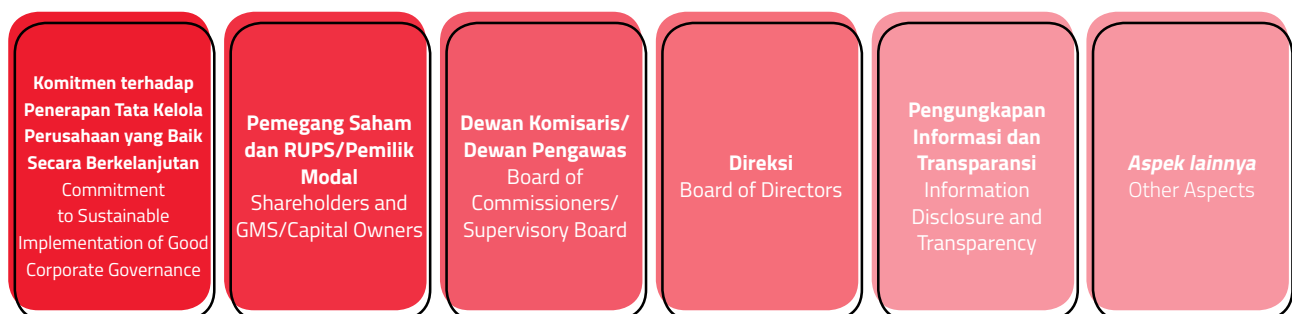 Komitmen terhadap
Penerapan Tata Kelola
Perusahaan yang Baik
Secara Berkelanjutan
Commitment
to Sustainable
Implementation of Good
Corporate Governance
Pemegang Saham
dan RUPS/Pemilik
Modal
Shareholders and
GMS/Capital Owners
Dewan Komisaris/
Dewan Pengawas
Board of
Commissioners/
Supervisory Board
Direksi
Board of Directors
Pengungkapan
Informasi dan
Transparansi
Information
Disclosure and
Transparency
Aspek lainnya
Other Aspects